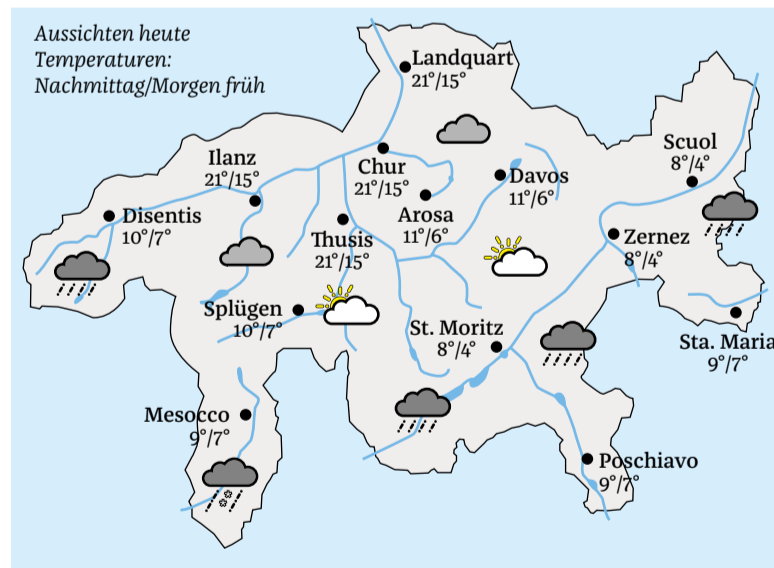 Aussichten heute
Temperaturen:
Nachmittag/Morgen früh
Landquart
21°/15°
Scuol
8°/4°
Ilanz
21°/15°
Chur
21°/15°
Davos
11°/6°
Arosa
11°/6°
Disentis
10°/7°
Thusis
21°/15°
Zernez
8°/4°
Splügen
10°/7°
St. Moritz
8°/4°
Sta. Maria
9°/7°
Mesocco
9°/7°
Poschiavo
9°/7°